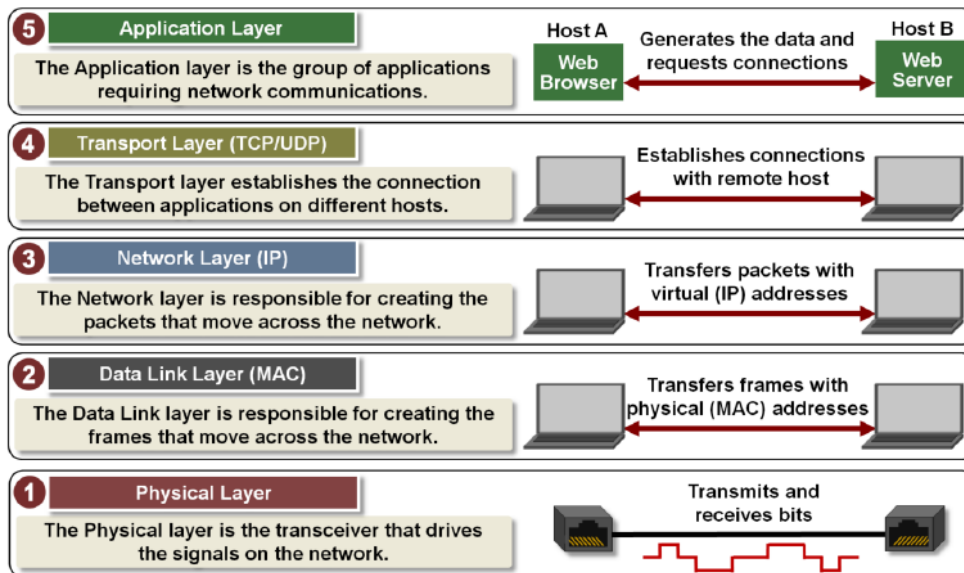 5
Application Layer
The Application layer is the group of applications
requiring network communications.
Host A
Web
Browser
Generates the data and
requests connections
Host B
Web
Server
4
Transport Layer (TCP/UDP)
The Transport layer establishes the connection
between applications on different hosts.
Establishes connections
with remote host
3
Network Layer (IP)
The Network layer is responsible for creating the
packets that move across the network.
Transfers packets with
virtual (IP) addresses
2
Data Link Layer (MAC)
The Data Link layer is responsible for creating the
frames that move across the network.
Transfers frames with
physical (MAC) addresses
1
Physical Layer
The Physical layer is the transceiver that drives
the signals on the network.
Transmits and
receives bits